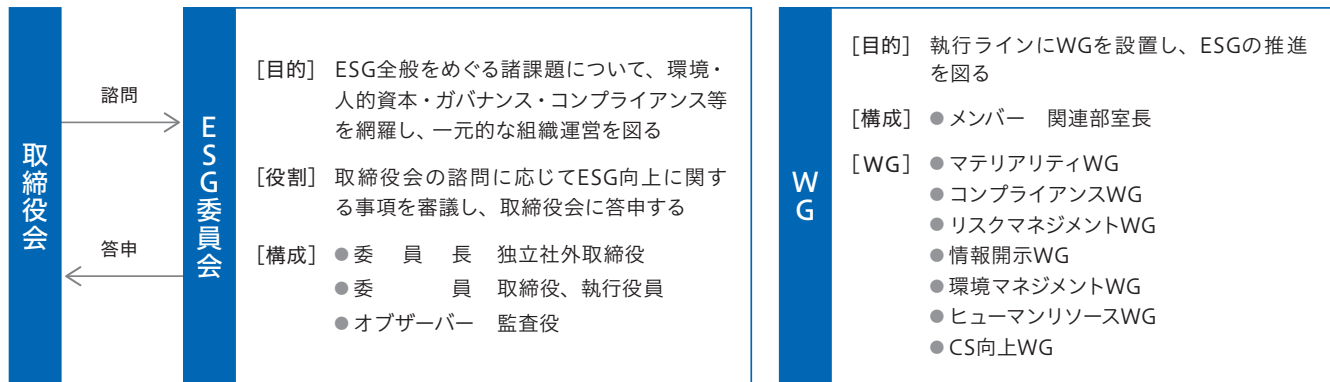 取締役会
諮問
答申
ESG委員会
[目的] ESG全般をめぐる諸課題について、環境・
人的資本・ガバナンス・コンプライアンス等
を網羅し、一元的な組織運営を図る
[役割] 取締役会の諮問に応じてESG向上に関す
る事項を審議し、取締役会に答申する
[構成] ●委員長 独立社外取締役
●委員 取締役、執行役員
●オブザーバー 監査役
WG
[目的] 執行ラインにWGを設置し、ESGの推進
を図る
[構成] ●メンバー 関連部室長
[WG] ●マテリアリティWG
●コンプライアンスWG
●リスクマネジメントWG
●情報開示WG
●環境マネジメントWG
●ヒューマンリソースWG
●CS向上WG